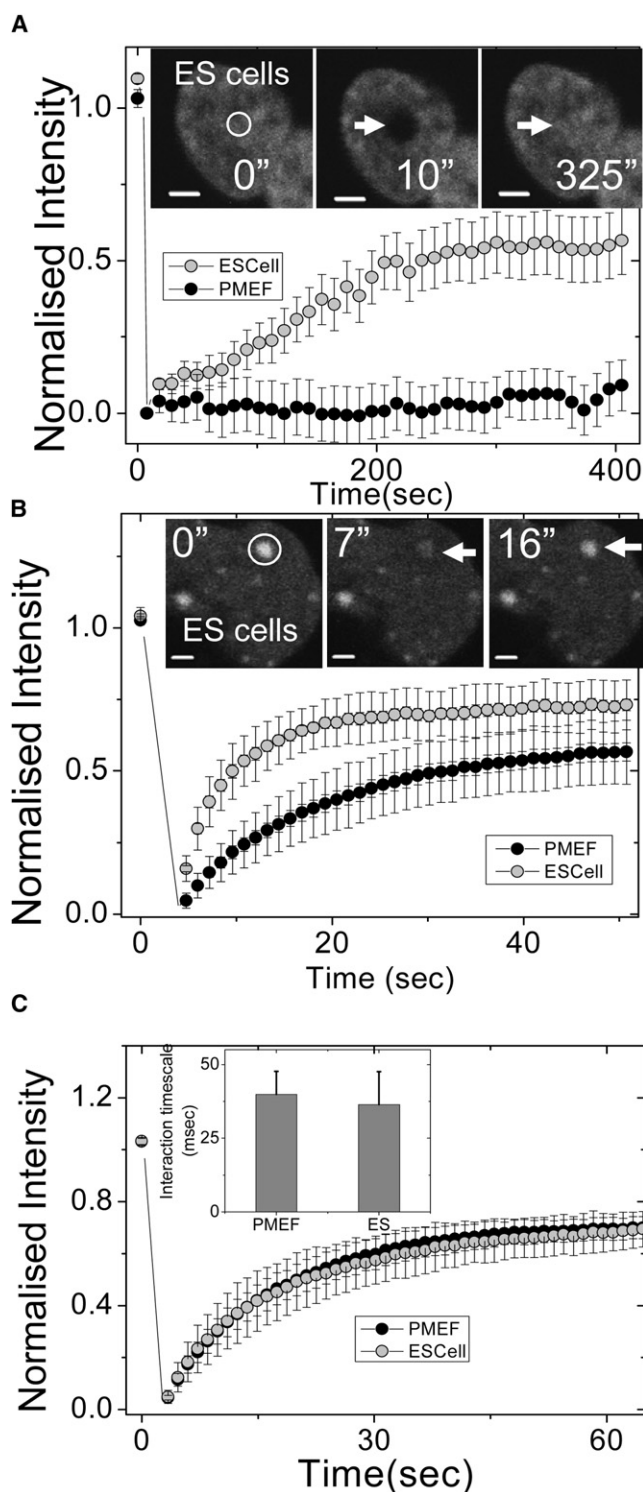 A
Normalised Intensity
1.0
0.5
0.0
ES cells
0”
10”
325”
ESCell
PMEF
0
200
400
Time(sec)
B
Normalised Intensity
1.0
0.5
0.0
0”
7”
16”
ES cells
PMEF
ESCell
0
20
40
Time (sec)
C
Normalised Intensity
1.2
0.8
0.4
0.0
Interaction timescale
(msec)
50
25
0
PMEF
ES
PMEF
ESCell
0
30
60
Time(sec)